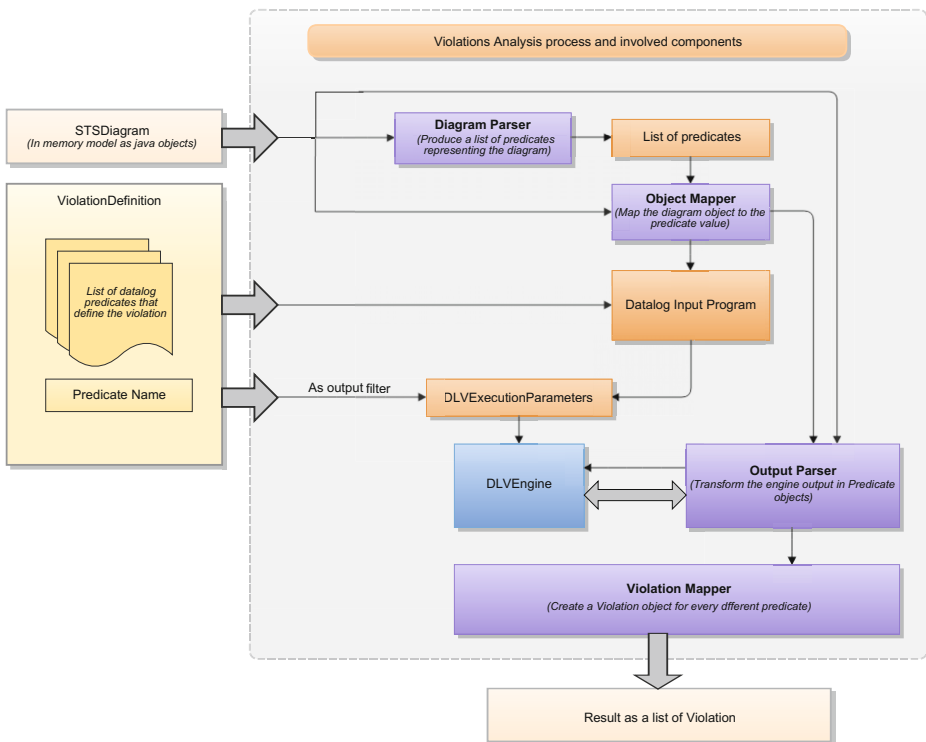 Violations Analysis process and involved components
STSDiagram
(In memory model as java objects)
Diagram Parser
(Produce a list of predicates
representing the diagram)
List of predicates
ViolationDefinition
Object Mapper
(Map the diagram object to the
predicate value)
List of datalog
predicates that
define the violation
Datalog Input Program
Predicate Name
As output filter
DLVExecutionParameters
DLVEngine
Output Parser
(Transform the engine output in Predicate
objects)
Violation Mapper
(Create a Violation object for every dfferent predicate)
Result as a list of Violation